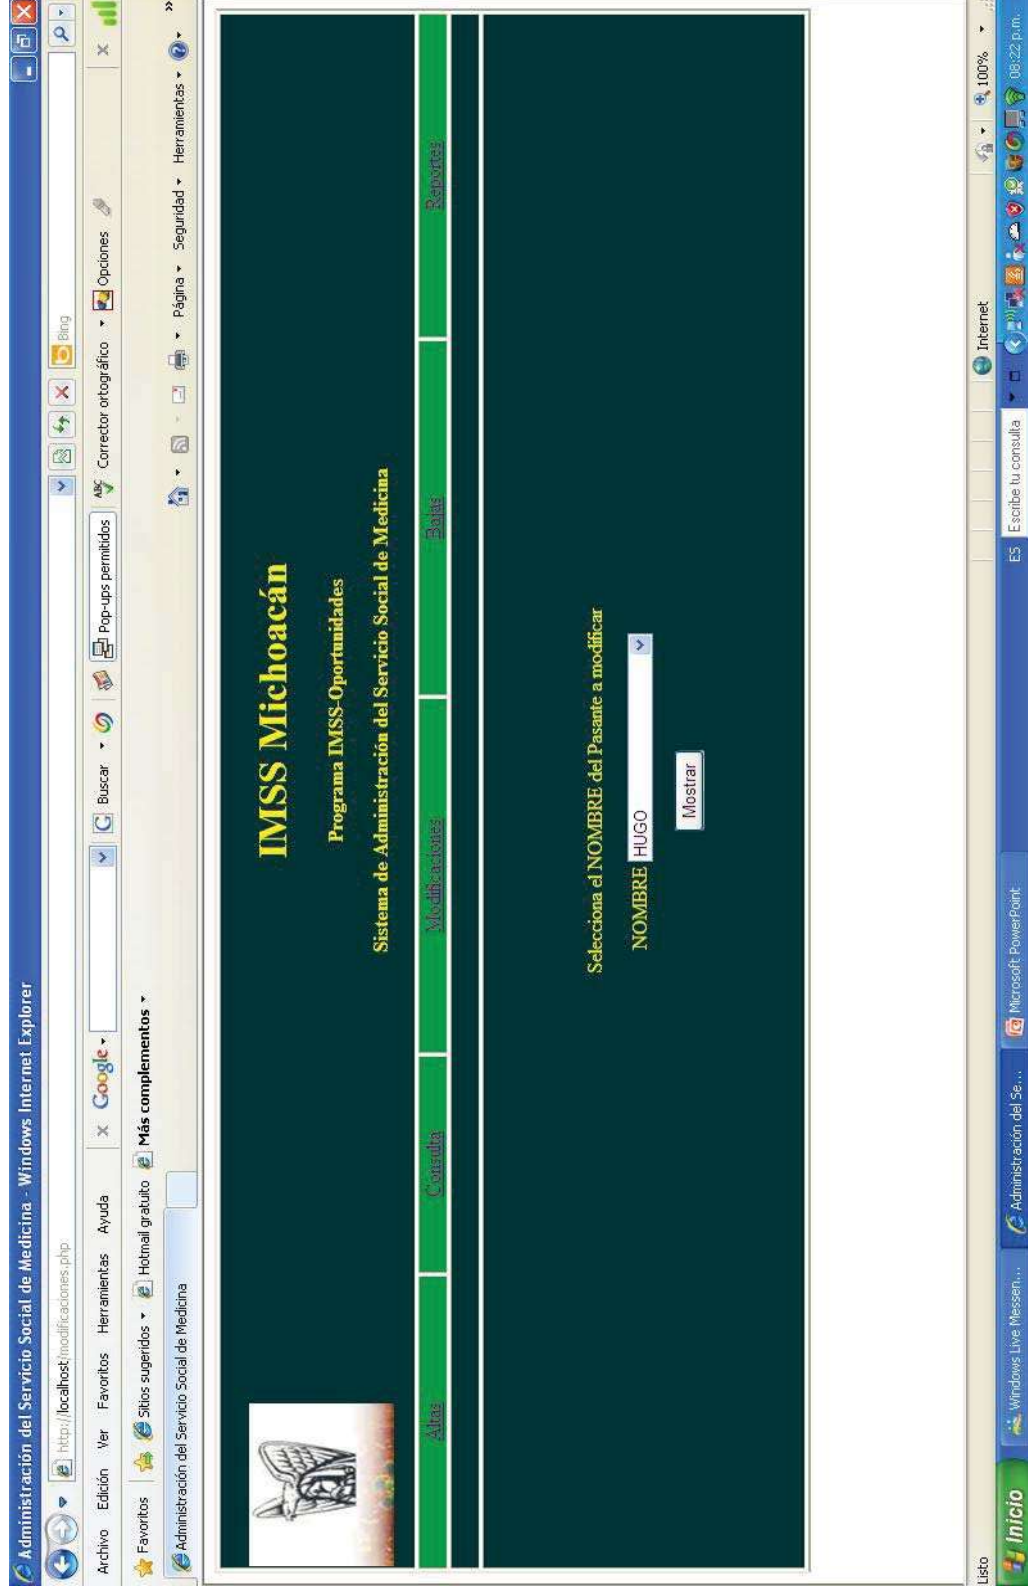 Administración del Servicio Social de Medicina - Windows Internet Explorer
http://localhost/modificaciones.php
Bing
Archivo Edición Ver Favoritos Herramientas Ayuda
x Google
Buscar
Pop-ups permitidos
ABC Corrector ortográfico
Opciones
x
Favoritos
Sitios sugeridos
Hotmail gratuito
Más complementos
Administración del Servicio Social de Medicina
Página Seguridad Herramientas »
IMSS Michoacán
Programa IMSS-Oportunidades
Sistema de Administración del Servicio Social de Medicina
Altas Consulta Modificaciones Bajas Reportes
Selecciona el NOMBRE del Pasante a modificar
NOMBRE HUGO
Mostrar
Listo
Internet
100%
Inicio
Windows Live Messen...
Administración del Se...
Microsoft PowerPoint
ES
Escribe tu consulta
08:22 p.m.